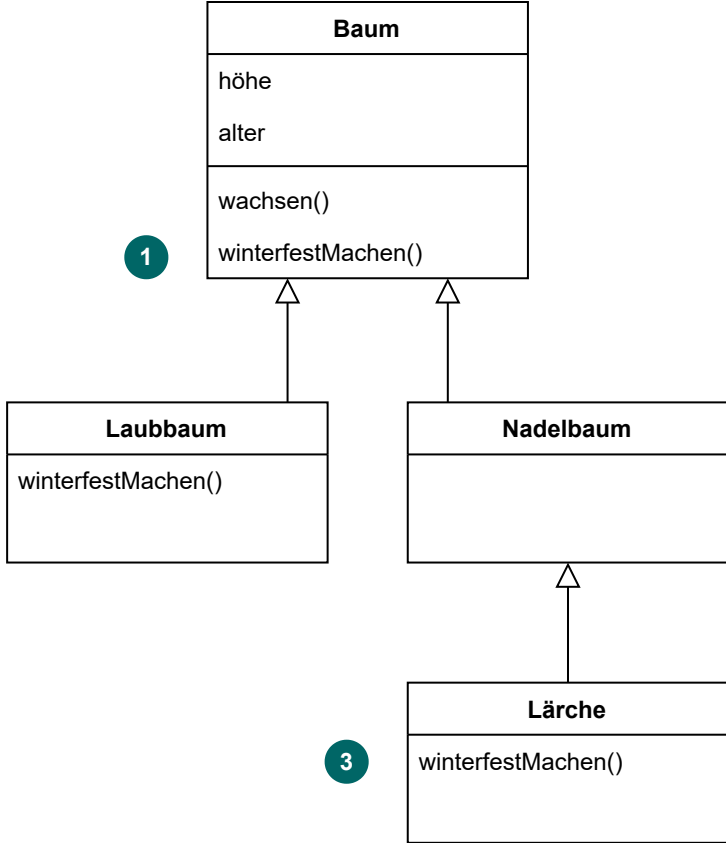 Baum
höhe
alter
wachsen()
1
winterfestMachen()
Laubbaum
winterfestMachen()
Nadelbaum
Lärche
3
winterfestMachen()